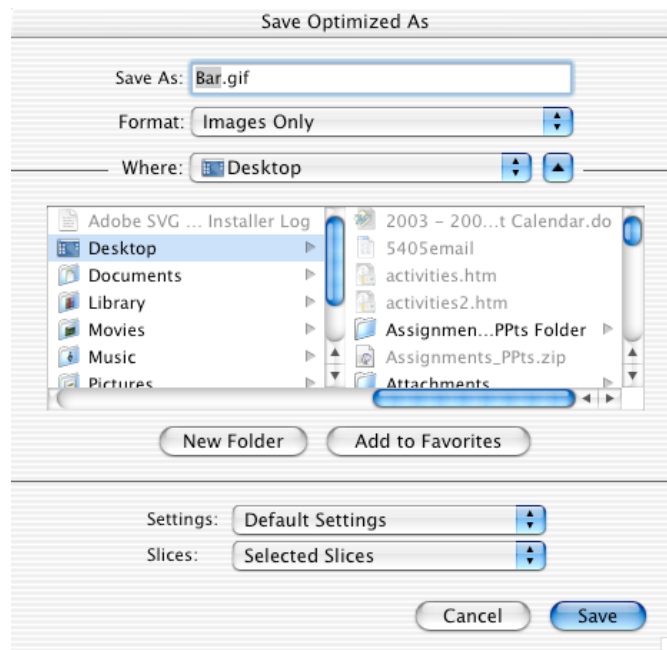 Save Optimized As
Save As: Bar.gif
Format: Images Only
Where: Desktop
Adobe SVG ... Installer Log
Desktop
Documents
Library
Movies
Music
Pictures
2003 – 200...t Calendar.do
5405email
activities.htm
activities2.htm
Assignmen...PPts Folder
Assignments_PPts.zip
Attachments
New Folder Add to Favorites
Settings: Default Settings
Slices: Selected Slices
Cancel Save